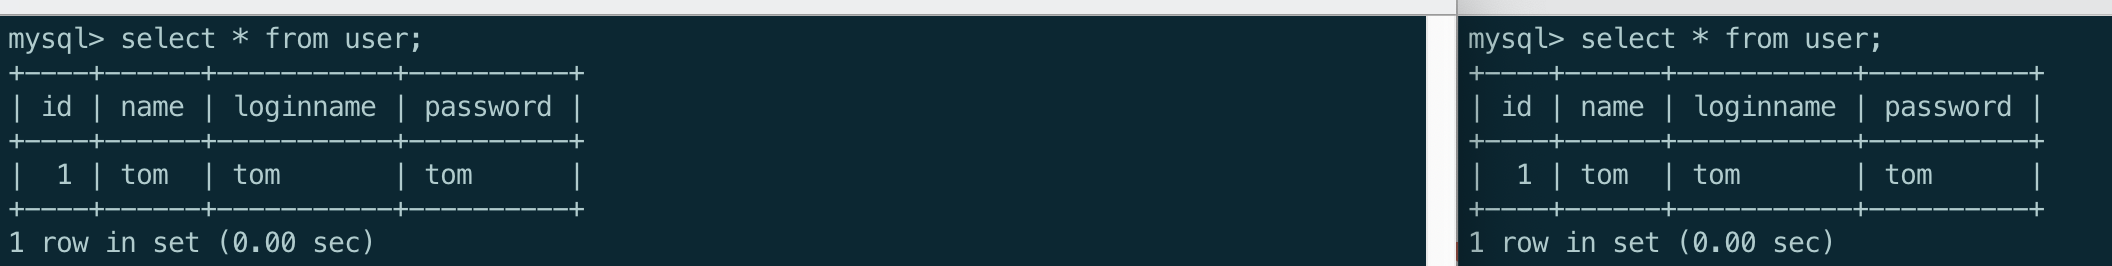 mysql> select * from user;
+----+------+-----------+----------+
| id | name | loginname | password |
+----+------+-----------+----------+
|  1 | tom  | tom       | tom      |
+----+------+-----------+----------+
1 row in set (0.00 sec)
mysql> select * from user;
+----+------+-----------+----------+
| id | name | loginname | password |
+----+------+-----------+----------+
|  1 | tom  | tom       | tom      |
+----+------+-----------+----------+
1 row in set (0.00 sec)